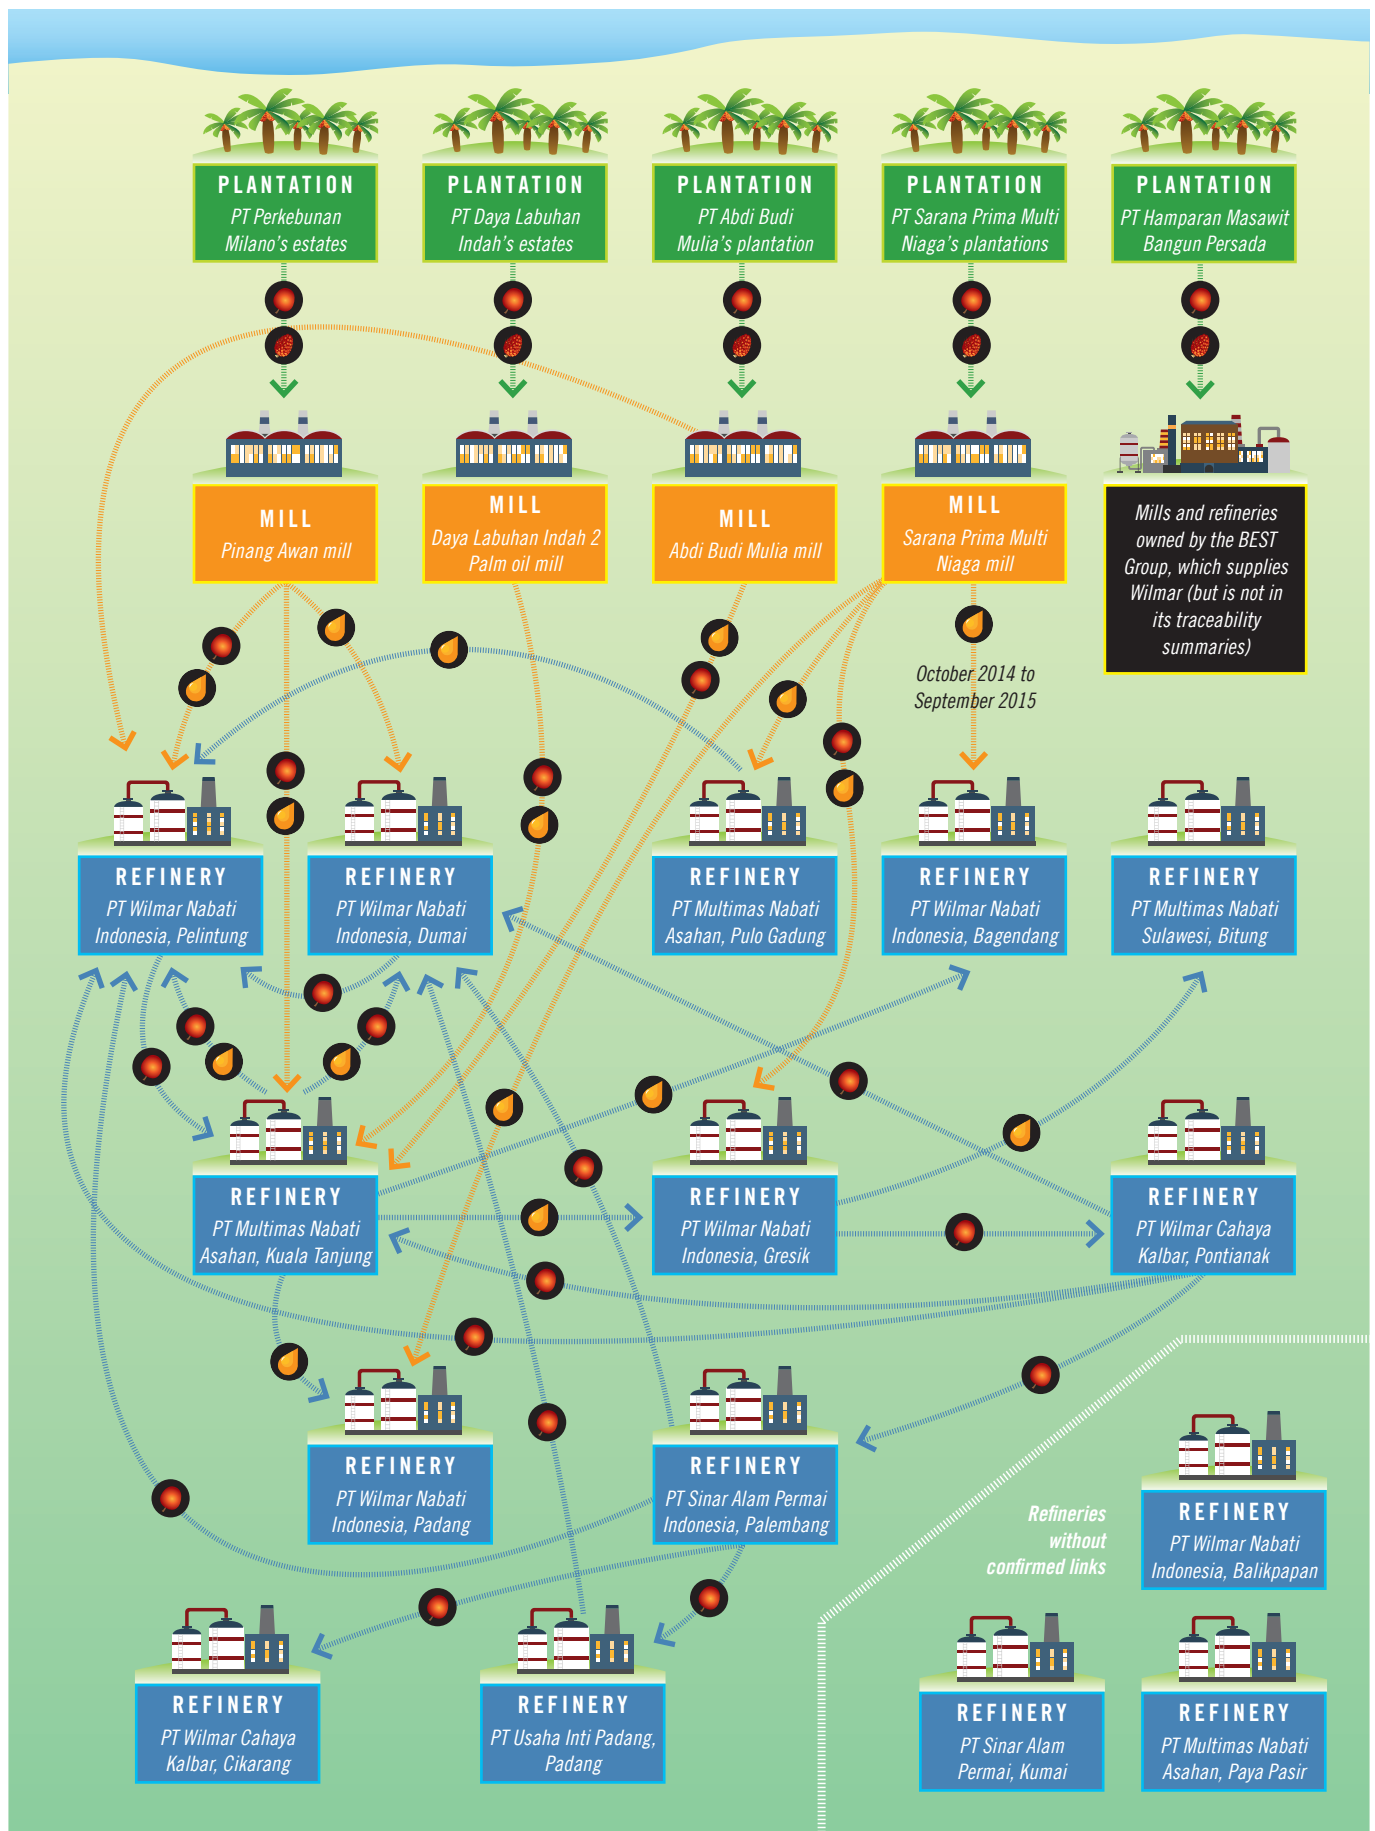 PLANTATION
PT Perkebunan
Milano's estates
PLANTATION
PT Daya Labuhan
Indah's estates
PLANTATION
PT Abdi Budi
Mulia's plantation
PLANTATION
PT Sarana Prima Multi
Niaga's plantations
PLANTATION
PT Hamparan Masawit
Bangun Persada
MILL
Pinang Awan mill
MILL
Daya Labuhan Indah 2
Palm oil mill
MILL
Abdi Budi Mulia mill
MILL
Sarana Prima Multi
Niaga mill
Mills and refineries
owned by the BEST
Group, which supplies
Wilmar (but is not in
its traceability
summaries)
October 2014 to
September 2015
REFINERY
PT Wilmar Nabati
Indonesia, Pelintung
REFINERY
PT Wilmar Nabati
Indonesia, Dumai
REFINERY
PT Multimas Nabati
Asahan, Pulo Gadung
REFINERY
PT Wilmar Nabati
Indonesia, Bagendang
REFINERY
PT Multimas Nabati
Sulawesi, Bitung
REFINERY
PT Multimas Nabati
Asahan, Kuala Tanjung
REFINERY
PT Wilmar Nabati
Indonesia, Gresik
REFINERY
PT Wilmar Cahaya
Kalbar, Pontianak
REFINERY
PT Wilmar Nabati
Indonesia, Padang
REFINERY
PT Sinar Alam Permai
Indonesia, Palembang
Refineries
without
confirmed links
REFINERY
PT Wilmar Nabati
Indonesia, Balikpapan
REFINERY
PT Wilmar Cahaya
Kalbar, Cikarang
REFINERY
PT Usaha Inti Padang,
Padang
REFINERY
PT Sinar Alam
Permai, Kumai
REFINERY
PT Multimas Nabati
Asahan, Paya Pasir